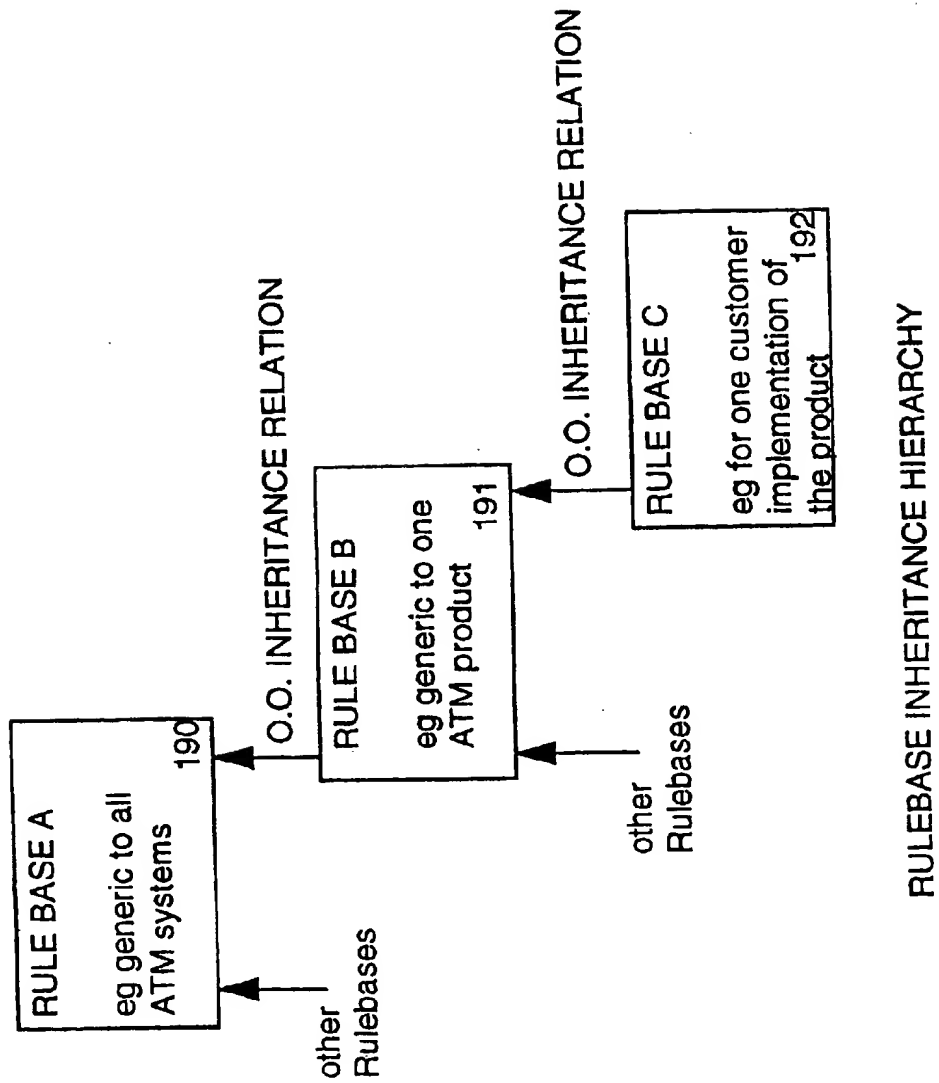 RULE BASE A
eg generic to all
ATM systems
190
other
Rulebases
O.O. INHERITANCE RELATION
RULE BASE B
eg generic to one
ATM product
191
other
Rulebases
O.O. INHERITANCE RELATION
RULE BASE C
eg for one customer
implementation of
the product
192
RULEBASE INHERITANCE HIERARCHY